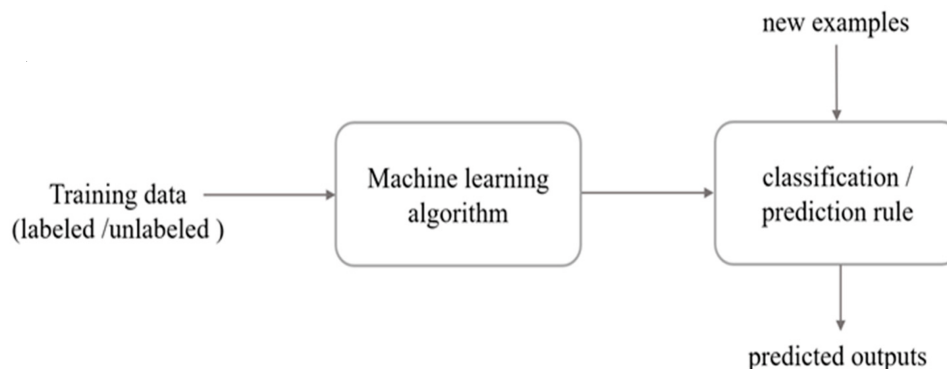 new examples
Training data
(labeled /unlabeled )
Machine learning
algorithm
classification /
prediction rule
predicted outputs